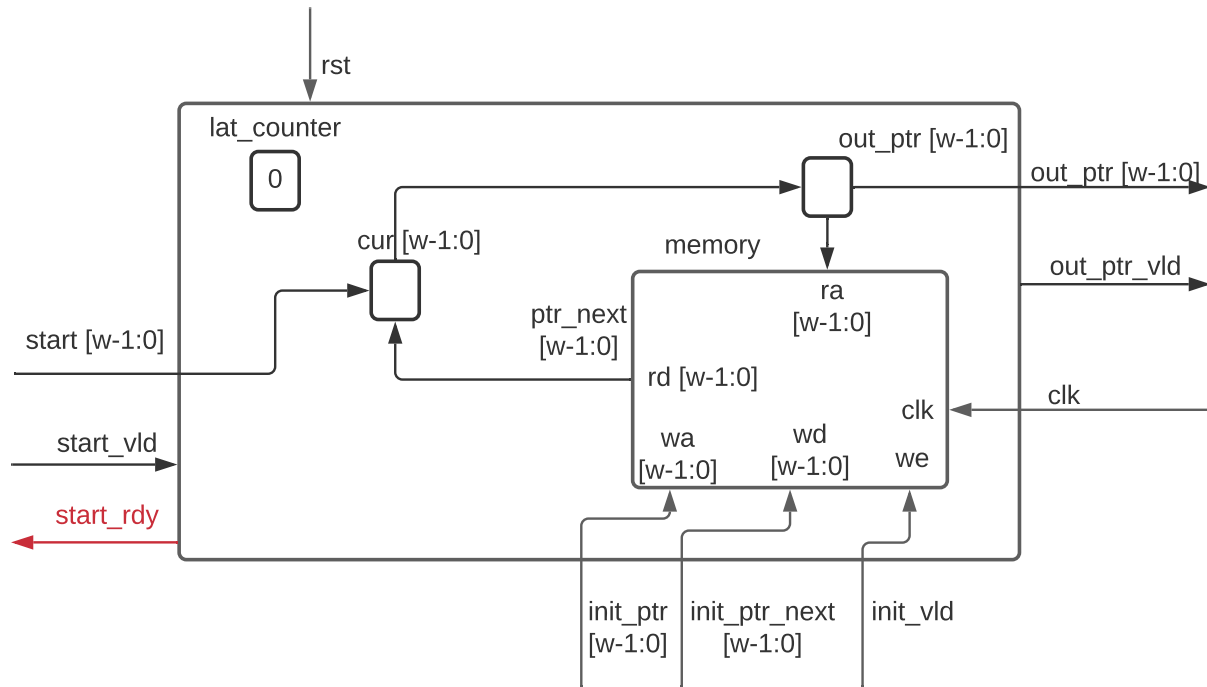 rst
lat_counter
0
out_ptr [w-1:0]
out_ptr [w-1:0]
cur [w-1:0]
memory
out_ptr_vld
ra
[w-1:0]
ptr_next
[w-1:0]
start [w-1:0]
rd [w-1:0]
clk
clk
start_vld
wa
[w-1:0]
wd
[w-1:0]
we
start_rdy
init_ptr
[w-1:0]
init_ptr_next
[w-1:0]
init_vld